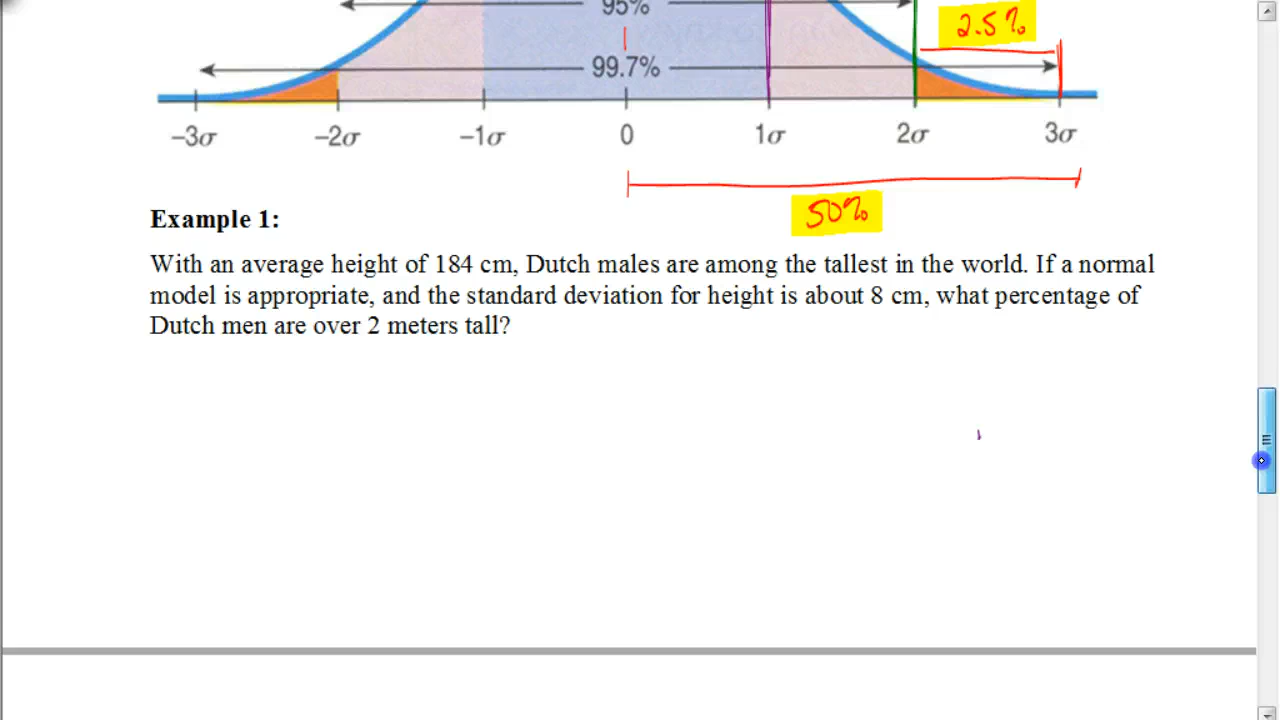 95%
2.5%
99.7%
–3σ –2σ –1σ 0 1σ 2σ 3σ
50%
Example 1:
With an average height of 184 cm, Dutch males are among the tallest in the world. If a normal
model is appropriate, and the standard deviation for height is about 8 cm, what percentage of
Dutch men are over 2 meters tall?